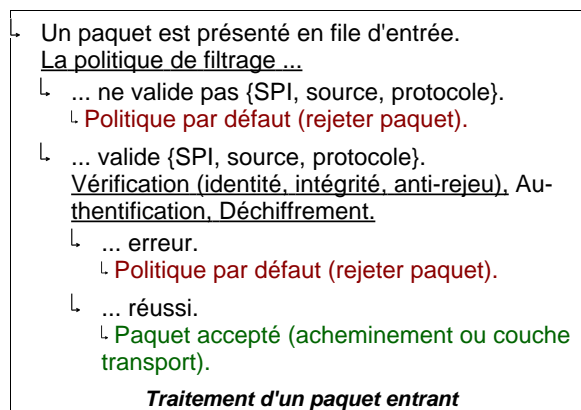 Un paquet est présenté en file d'entrée.
La politique de filtrage ...
... ne valide pas {SPI, source, protocole}.
Politique par défaut (rejeter paquet).
... valide {SPI, source, protocole}.
Vérification (identité, intégrité, anti-rejeu), Au-
thentification, Déchiffrement.
... erreur.
Politique par défaut (rejeter paquet).
... réussi.
Paquet accepté (acheminement ou couche
transport).
Traitement d'un paquet entrant